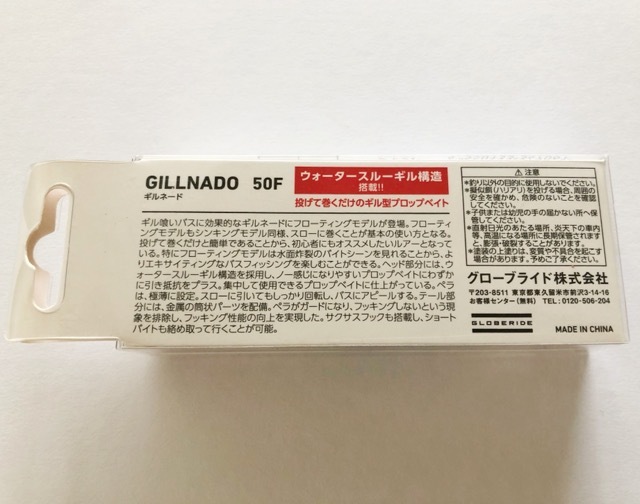 GILLNADO 50F
ギルネード
ウォータースルーギル構造
搭載!!
投げて巻くだけのギル型プロップベイト
ギル喰いバスに効果的なギルネードにフローティングモデルが登場。フローティ
ングモデルもシンキングモデル同様、スローに巻くことが基本の使い方となる。
投げて巻くだけと簡単であることから、初心者にもオススメしたいルアーとなって
いる。特にフローティングモデルは水面炸裂のバイトシーンを見れることから、よ
りエキサイティングなバスフィッシングを楽しむことができる。ヘッド部分には、ウ
ォータースルーギル構造を採用し、ノー感じになりやすいプロップベイトにわずか
に引き抵抗をプラス。集中して使用できるプロップベイトに仕上がっている。ペラ
は、極薄に設定。スローに引いてもしっかり回転し、バスにアピールする。テール部
分には、金属の筒状パーツを配備。ペラがガードになり、フッキングしないという現
象を排除し、フッキング性能の向上を実現した。サクサスフックも搭載し、ショート
バイトも絡め取って行くことが可能。
⚠ 注意
*釣り以外の目的に使用しないでください。
*擬似餌(ハリアリ)を投げる場合、周囲の
安全を確かめ、危険のないことを確認
してください。
*子供または幼児の手の届かない所へ保
管してください。
*直射日光のあたる場所、炎天下の車内
等、高温になる場所に長期保管されます
と、膨張・破裂することがあります。
*塗装の上塗りは、変質や不具合を起こす
場合があります。予めご了承ください。
グローブライド株式会社
〒203-8511 東京都東久留米市前沢3-14-16
お客様センター(無料) TEL:0120-506-204
GLOBERIDE
MADE IN CHINA